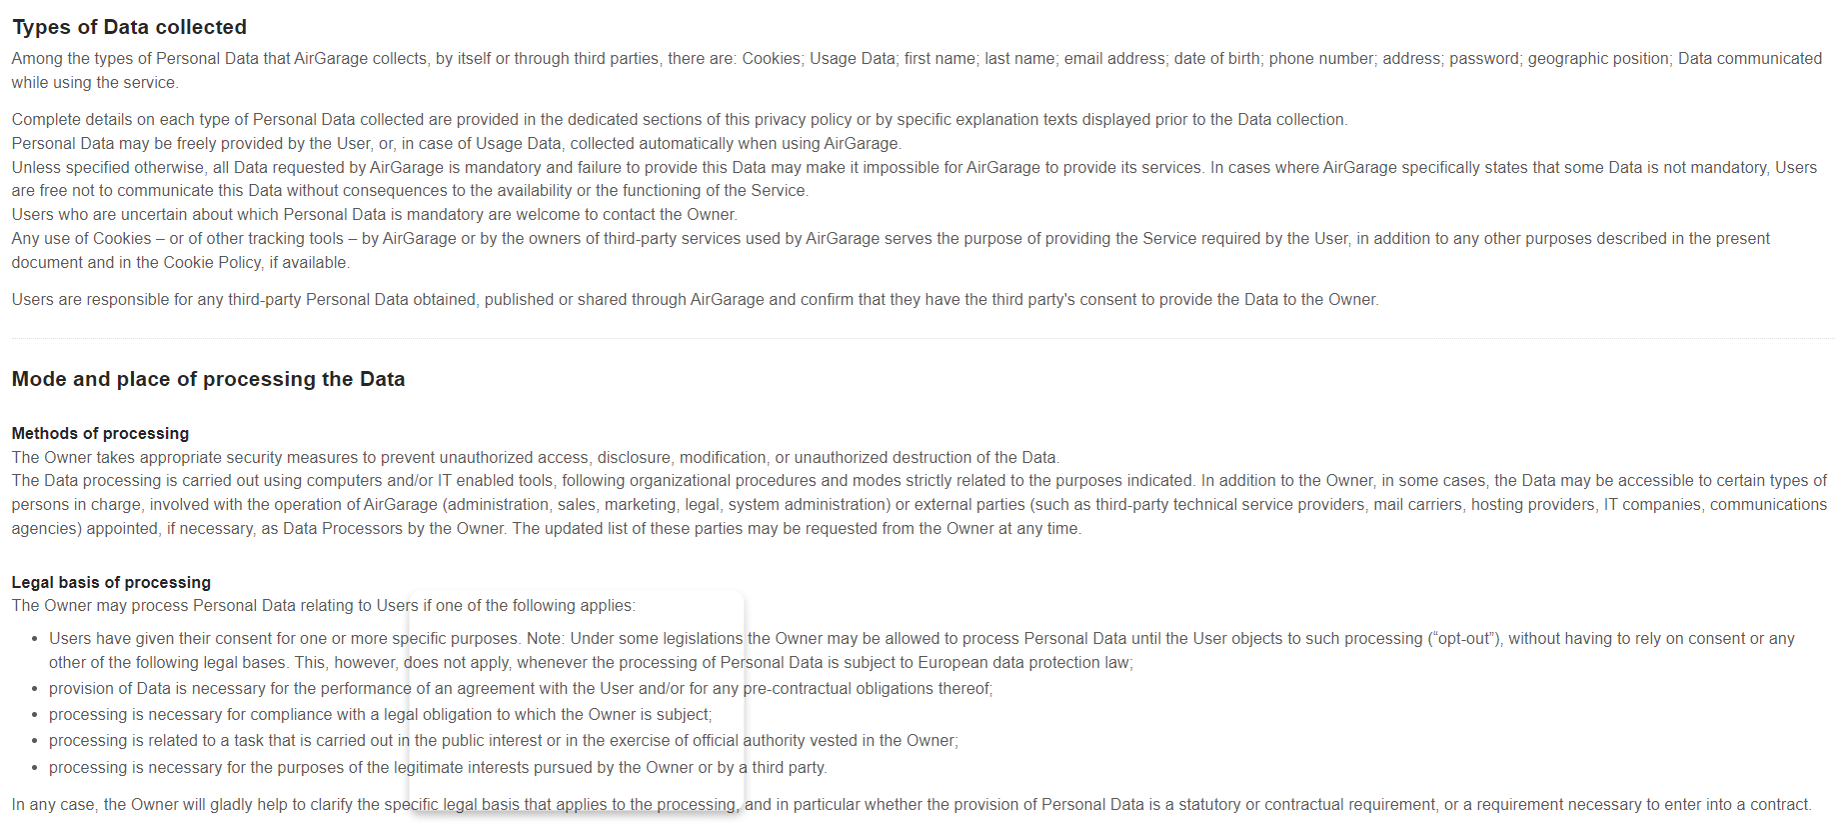 Types of Data collected
Among the types of Personal Data that AirGarage collects, by itself or through third parties, there are: Cookies; Usage Data; first name; last name; email address; date of birth; phone number; address; password; geographic position; Data communicated
while using the service.
Complete details on each type of Personal Data collected are provided in the dedicated sections of this privacy policy or by specific explanation texts displayed prior to the Data collection.
Personal Data may be freely provided by the User, or, in case of Usage Data, collected automatically when using AirGarage.
Unless specified otherwise, all Data requested by AirGarage is mandatory and failure to provide this Data may make it impossible for AirGarage to provide its services. In cases where AirGarage specifically states that some Data is not mandatory, Users
are free not to communicate this Data without consequences to the availability or the functioning of the Service.
Users who are uncertain about which Personal Data is mandatory are welcome to contact the Owner.
Any use of Cookies – or of other tracking tools – by AirGarage or by the owners of third-party services used by AirGarage serves the purpose of providing the Service required by the User, in addition to any other purposes described in the present
document and in the Cookie Policy, if available.
Users are responsible for any third-party Personal Data obtained, published or shared through AirGarage and confirm that they have the third party's consent to provide the Data to the Owner.
Mode and place of processing the Data
Methods of processing
The Owner takes appropriate security measures to prevent unauthorized access, disclosure, modification, or unauthorized destruction of the Data.
The Data processing is carried out using computers and/or IT enabled tools, following organizational procedures and modes strictly related to the purposes indicated. In addition to the Owner, in some cases, the Data may be accessible to certain types of
persons in charge, involved with the operation of AirGarage (administration, sales, marketing, legal, system administration) or external parties (such as third-party technical service providers, mail carriers, hosting providers, IT companies, communications
agencies) appointed, if necessary, as Data Processors by the Owner. The updated list of these parties may be requested from the Owner at any time.
Legal basis of processing
The Owner may process Personal Data relating to Users if one of the following applies:
• Users have given their consent for one or more specific purposes. Note: Under some legislations the Owner may be allowed to process Personal Data until the User objects to such processing (“opt-out”), without having to rely on consent or any
other of the following legal bases. This, however, does not apply, whenever the processing of Personal Data is subject to European data protection law;
• provision of Data is necessary for the performance of an agreement with the User and/or for any pre-contractual obligations thereof;
• processing is necessary for compliance with a legal obligation to which the Owner is subject;
• processing is related to a task that is carried out in the public interest or in the exercise of official authority vested in the Owner;
• processing is necessary for the purposes of the legitimate interests pursued by the Owner or by a third party.
In any case, the Owner will gladly help to clarify the specific legal basis that applies to the processing, and in particular whether the provision of Personal Data is a statutory or contractual requirement, or a requirement necessary to enter into a contract.